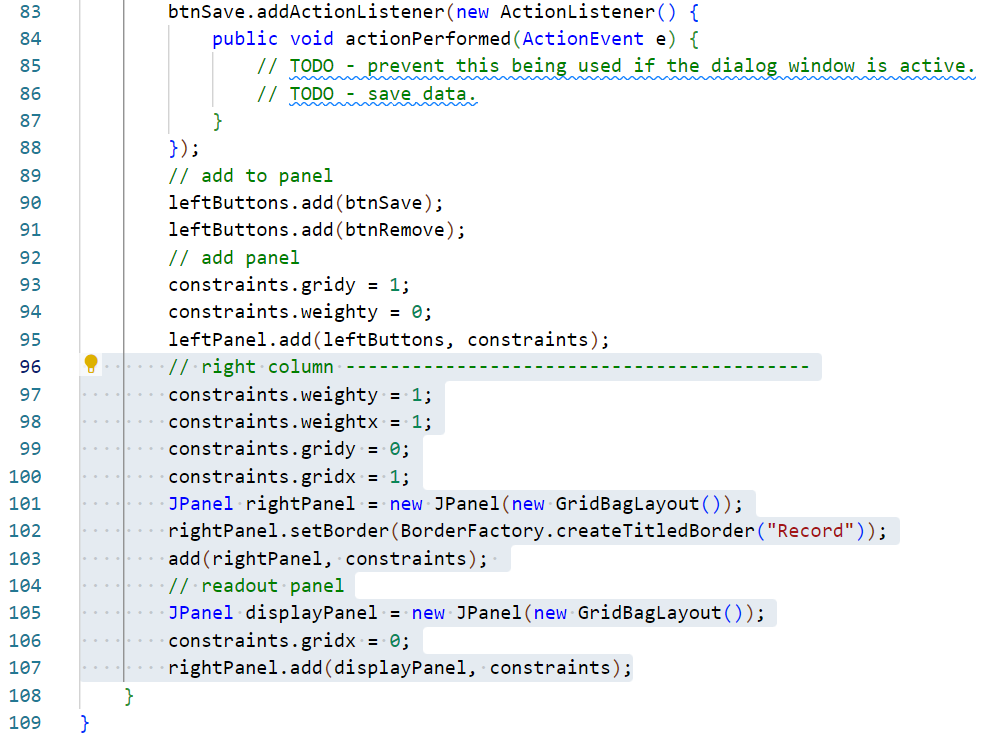 83 btnSave.addActionListener(new ActionListener() {
84 public void actionPerformed(ActionEvent e) {
85 // TODO - prevent this being used if the dialog window is active.
86 // TODO - save data.
87 }
88 });
89 // add to panel
90 leftButtons.add(btnSave);
91 leftButtons.add(btnRemove);
92 // add panel
93 constraints.gridy = 1;
94 constraints.weighty = 0;
95 leftPanel.add(leftButtons, constraints);
96 // right column ------------------------------------------
97 constraints.weighty = 1;
98 constraints.weightx = 1;
99 constraints.gridy = 0;
100 constraints.gridx = 1;
101 JPanel rightPanel = new JPanel(new GridBagLayout());
102 rightPanel.setBorder(BorderFactory.createTitledBorder("Record"));
103 add(rightPanel, constraints);
104 // readout panel
105 JPanel displayPanel = new JPanel(new GridBagLayout());
106 constraints.gridx = 0;
107 rightPanel.add(displayPanel, constraints);
108 }
109 }